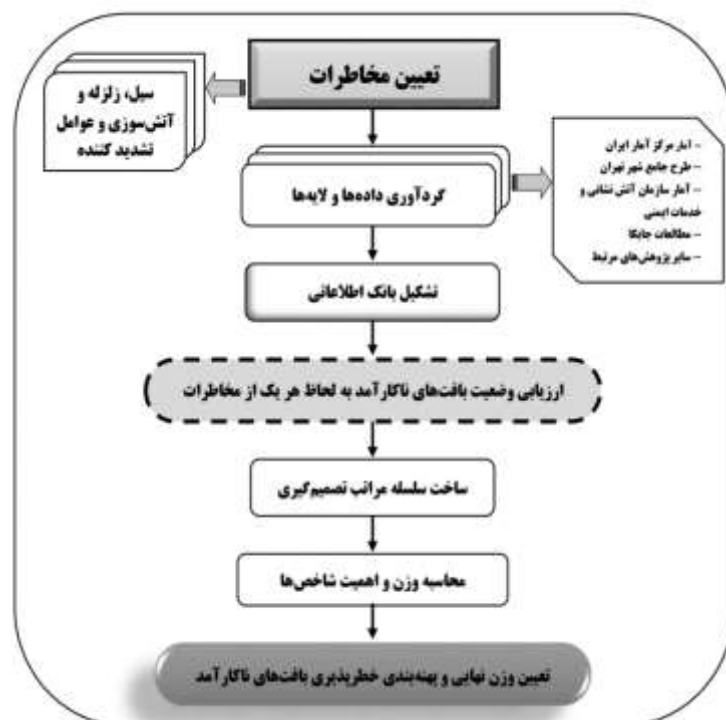 تعیین مخاطرات
سیل، زلزله و
آتش‌سوزی و عوامل
تشدید کننده
گردآوری داده‌ها و لایه‌ها
- آمار مرکز آمار ایران
- طرح جامع شهر تهران
- آمار سازمان آتش نشانی و
خدمات ایمنی
- مطالعات جایکا
- سایر پژوهش‌های مرتبط
تشکیل بانک اطلاعاتی
ارزیابی وضعیت بافت‌های ناکارآمد به لحاظ هر یک از مخاطرات
ساخت سلسله مراتب تصمیم‌گیری
محاسبه وزن و اهمیت شاخص‌ها
تعیین وزن نهایی و پهنه‌بندی خطرپذیری بافت‌های ناکارآمد